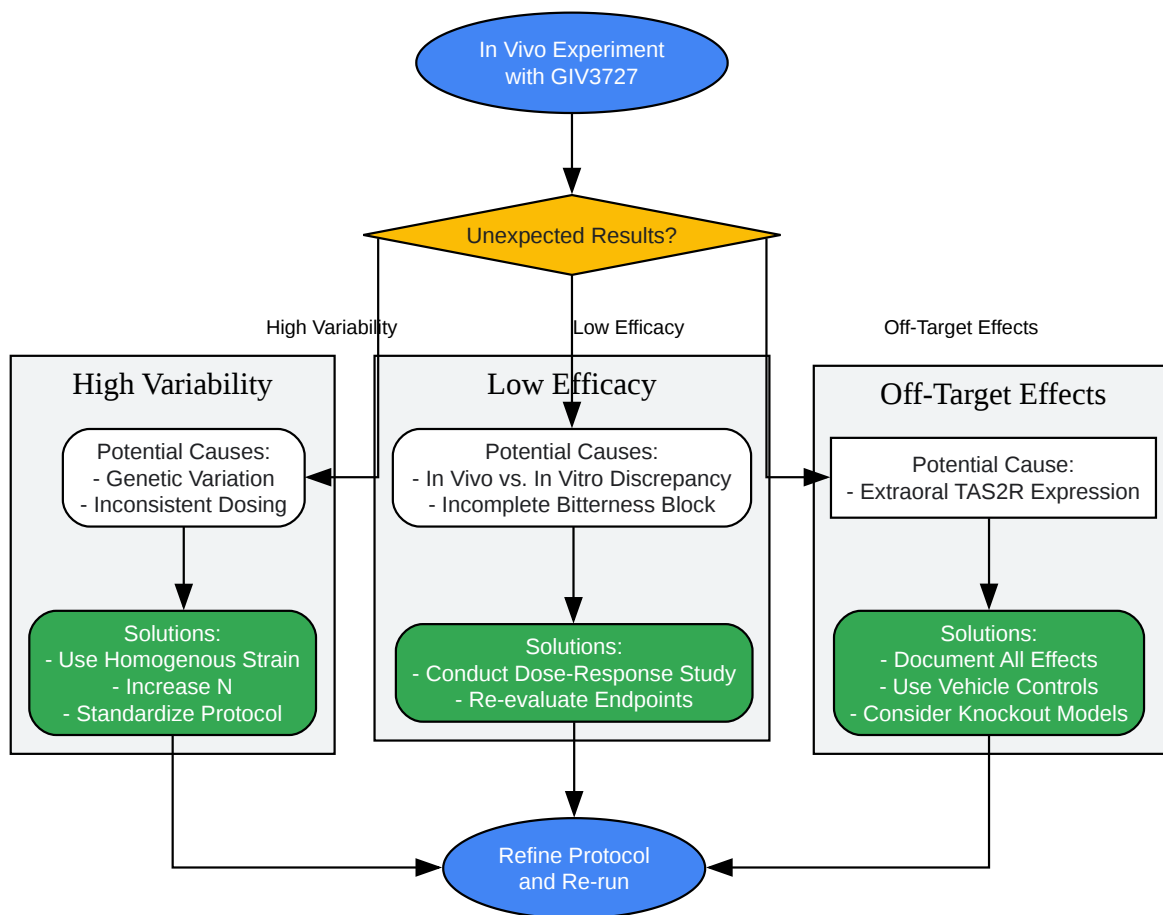 In Vivo Experiment
with GIV3727
Unexpected Results?
High Variability
Low Efficacy
Off-Target Effects
High Variability
Potential Causes:
- Genetic Variation
- Inconsistent Dosing
Solutions:
- Use Homogenous Strain
- Increase N
- Standardize Protocol
Low Efficacy
Potential Causes:
- In Vivo vs. In Vitro Discrepancy
- Incomplete Bitterness Block
Solutions:
- Conduct Dose-Response Study
- Re-evaluate Endpoints
Off-Target Effects
Potential Cause:
- Extraoral TAS2R Expression
Solutions:
- Document All Effects
- Use Vehicle Controls
- Consider Knockout Models
Refine Protocol
and Re-run